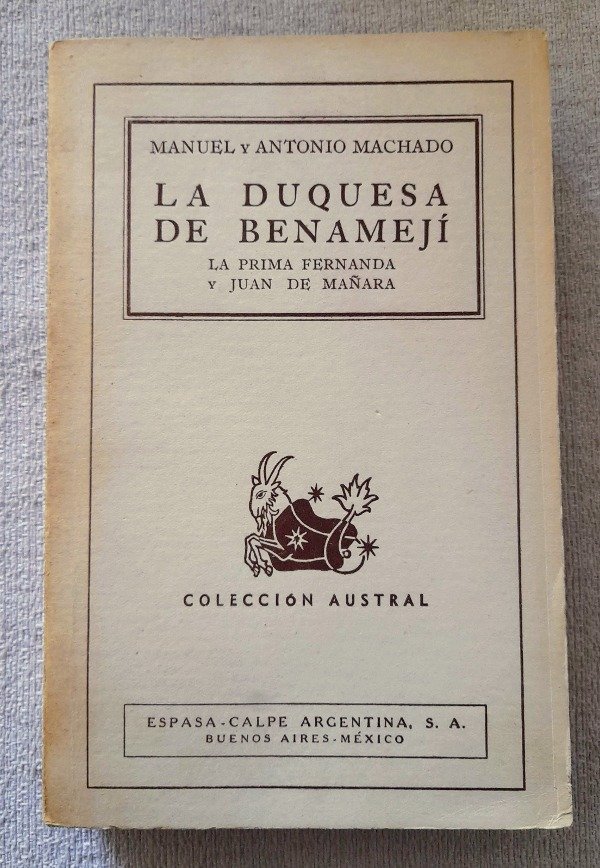 MANUEL Y ANTONIO MACHADO
LA DUQUESA
DE BENAMEJÍ
LA PRIMA FERNANDA
Y JUAN DE MAÑARA
COLECCIÓN AUSTRAL
ESPASA-CALPE ARGENTINA, S. A.
BUENOS AIRES-MÉXICO